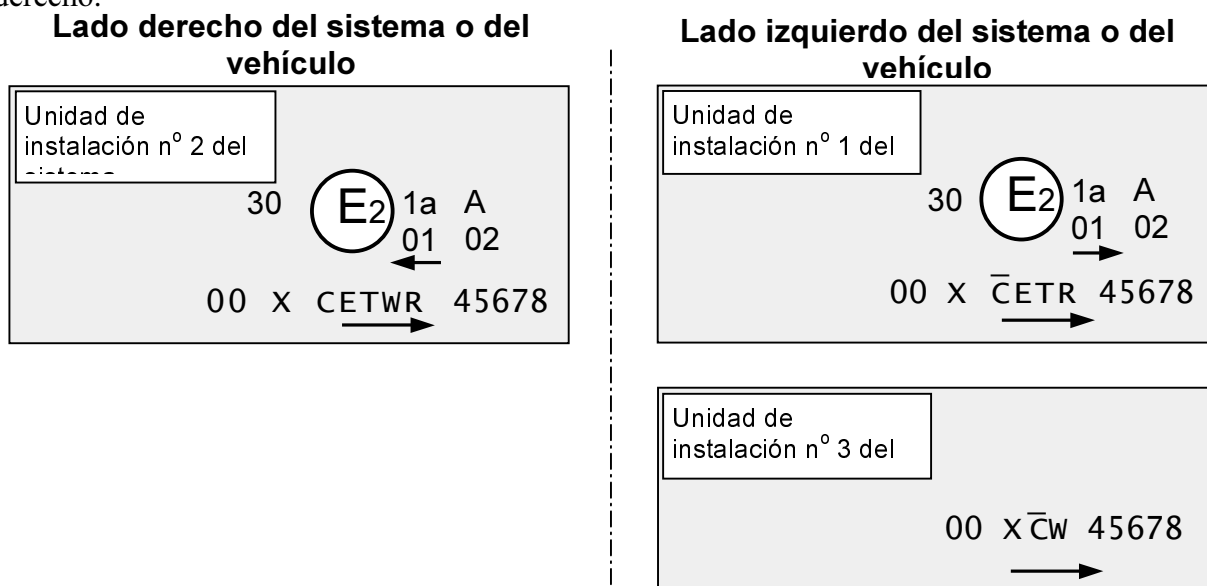 derecho.
Lado derecho del sistema o del
vehículo
Unidad de
instalación nº 2 del
sistema
30 E2 1a A
01 02
00 X CETWR 45678
Lado izquierdo del sistema o del
vehículo
Unidad de
instalación nº 1 del
30 E2 1a A
01 02
00 X C̅ETR 45678
Unidad de
instalación nº 3 del
00 X C̅W 45678